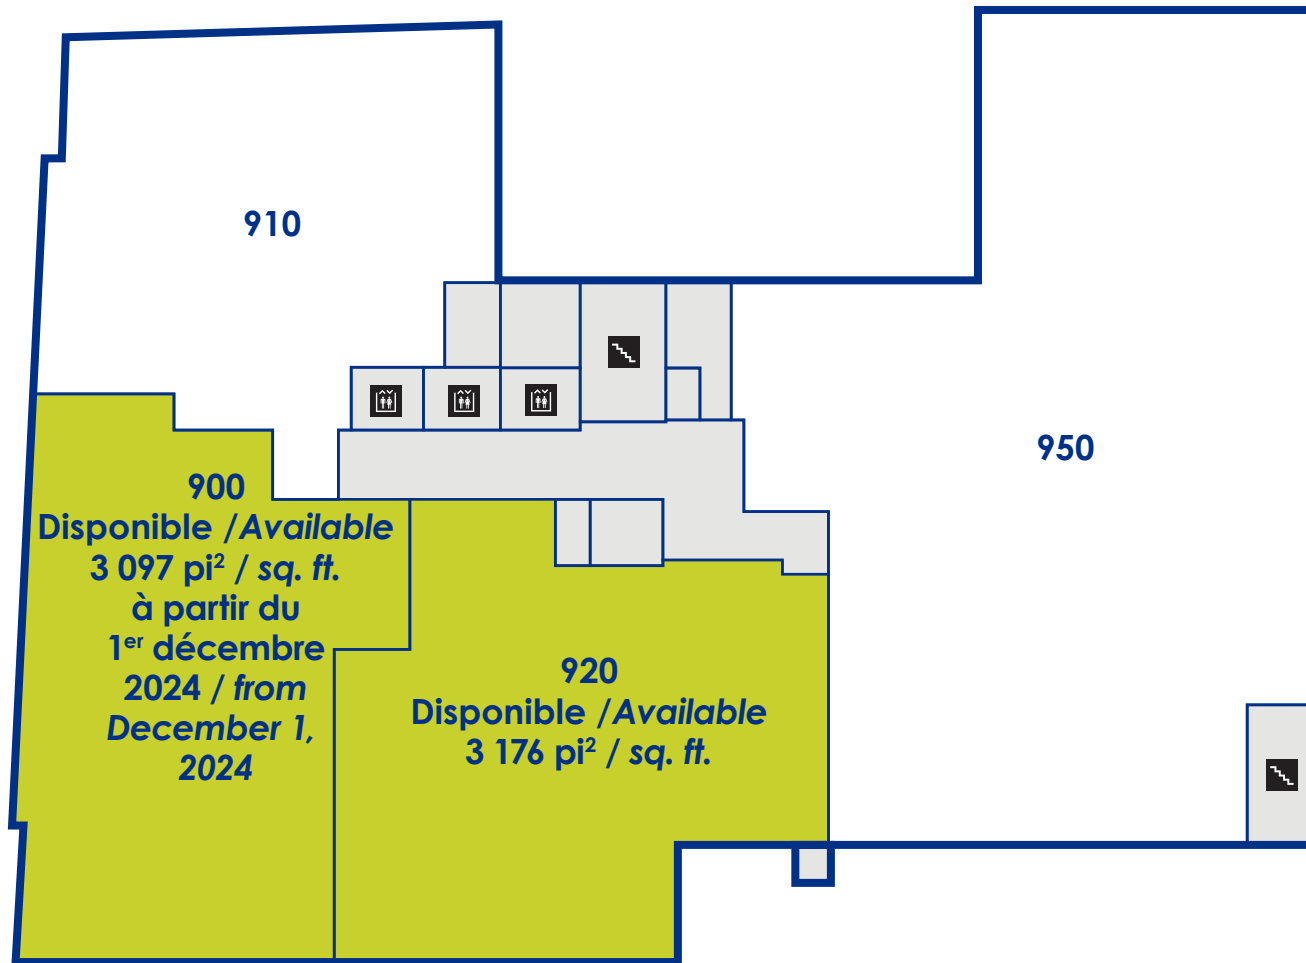 910
950
900
Disponible /Available
3 097 pi² / sq. ft.
à partir du
1er décembre
2024 / from
December 1,
2024
920
Disponible /Available
3 176 pi² / sq. ft.